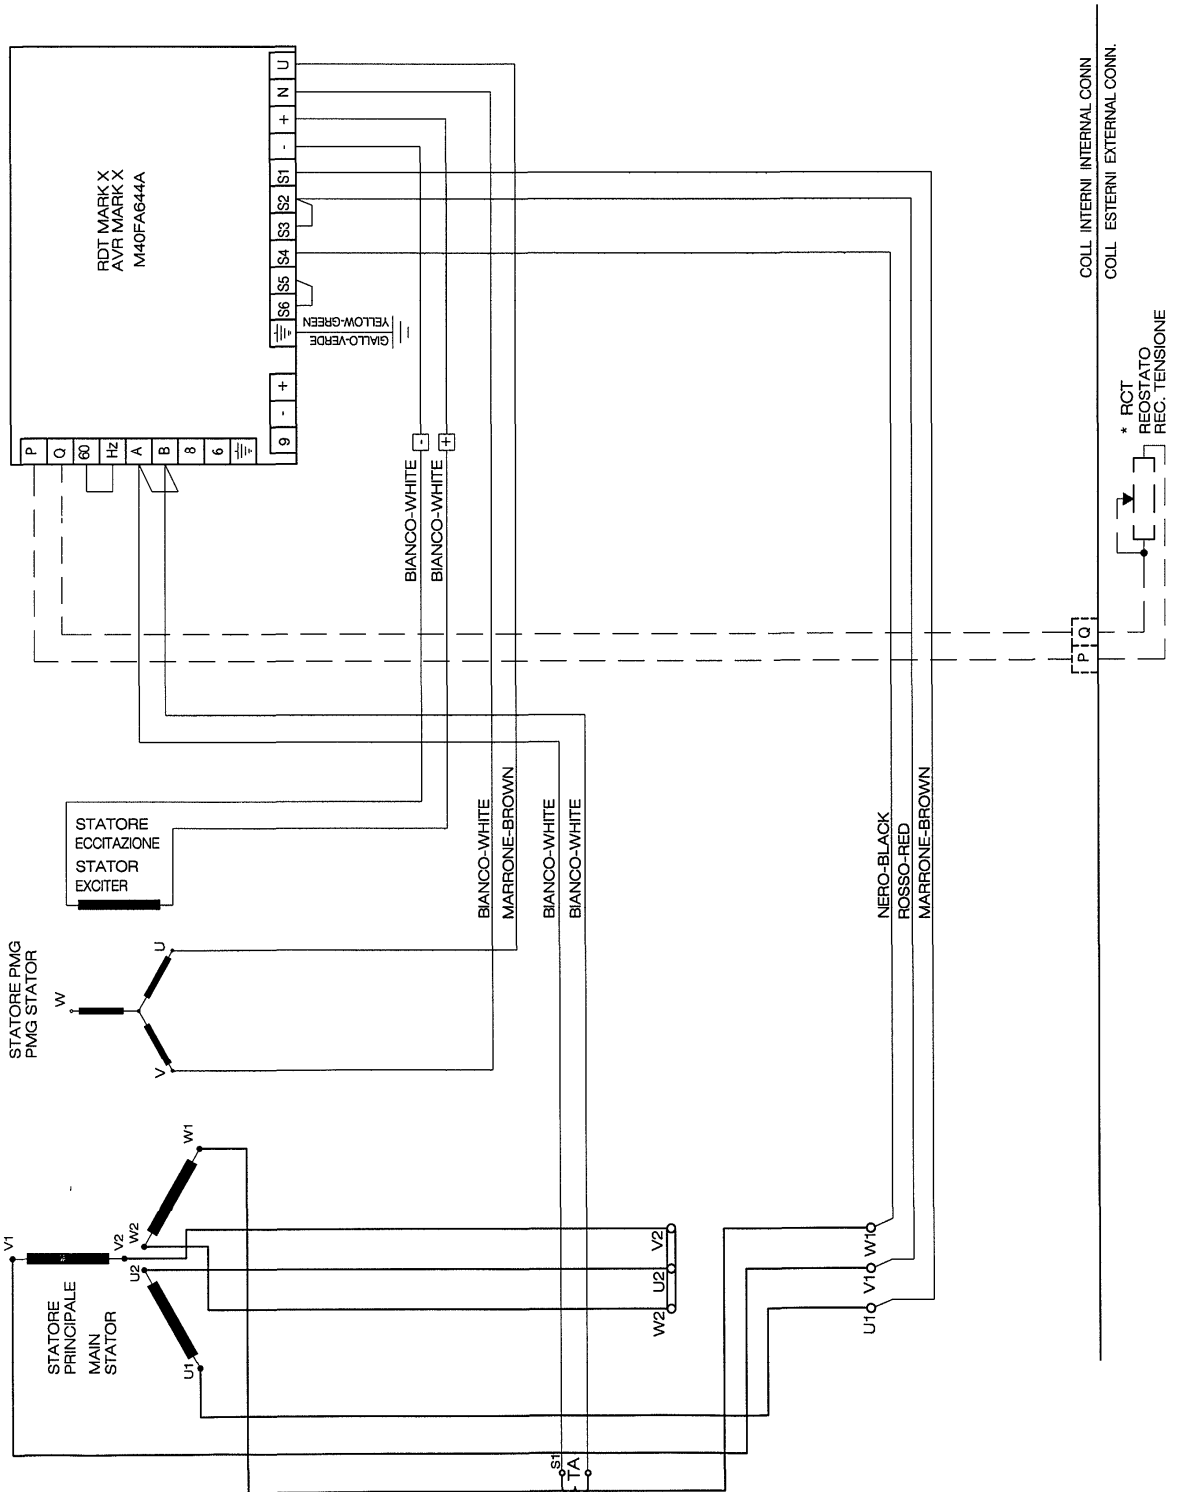 RDT MARK X
AVR MARK X
M40FA644A
U
N
+
-
S1
S2
S3
S4
S5
S6
GIALLO-VERDE
YELLOW-GREEN
+
-
9
P
Q
60
Hz
A
B
8
6
-
+
BIANCO-WHITE
BIANCO-WHITE
COLL INTERNI INTERNAL CONN
COLL ESTERNI EXTERNAL CONN.
* RCT
REOSTATO
REC. TENSIONE
Q
P
STATORE
ECCITAZIONE
STATOR
EXCITER
BIANCO-WHITE
MARRONE-BROWN
BIANCO-WHITE
BIANCO-WHITE
NERO-BLACK
ROSSO-RED
MARRONE-BROWN
STATORE PMG
PMG STATOR
W
U
V
W1
W2
V1
V2
U2
U1
STATORE
PRINCIPALE
MAIN
STATOR
V2
U2
W2
W1
V1
U1
S1
TA